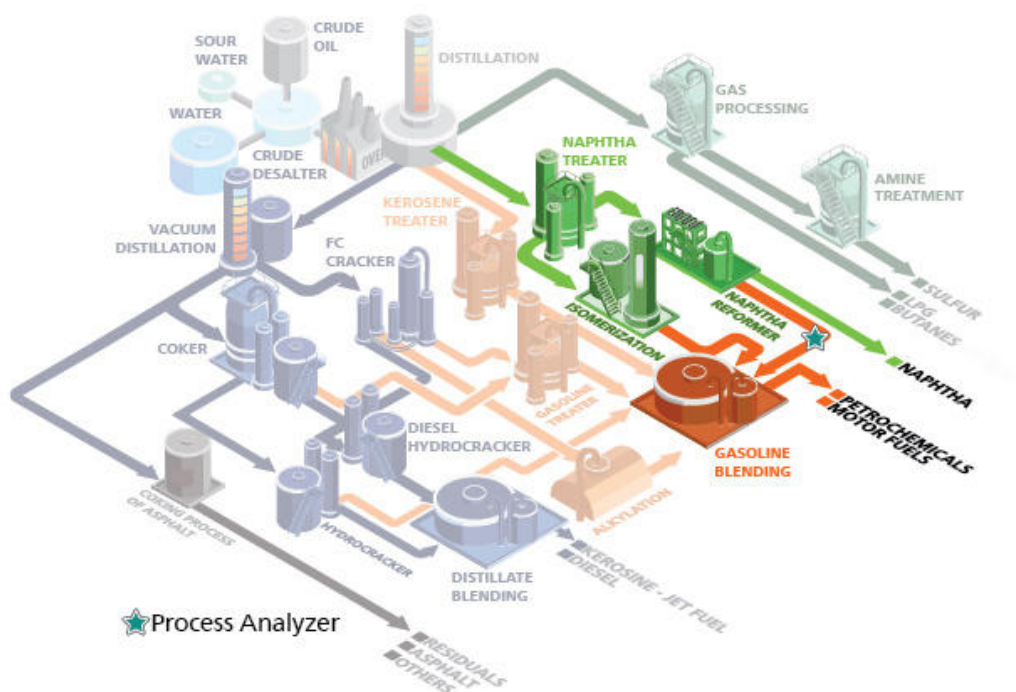 CRUDE
OIL
SOUR
WATER
DISTILLATION
WATER
GAS
PROCESSING
CRUDE
DESALTER
OVEN
NAPHTHA
TREATER
AMINE
TREATMENT
KEROSENE
TREATER
VACUUM
DISTILLATION
FC
CRACKER
SULFUR
LPG
BUTANES
NAPHTHA
REFORMER
ISOMERIZATION
COKER
NAPHTHA
PETROCHEMICALS
MOTOR FUELS
GASOLINE
TREATER
DIESEL
HYDROCRACKER
GASOLINE
BLENDING
COKING PROCESS
OF ASPHALT
ALKYLATION
HYDROCRACKER
KEROSINE - JET FUEL
DIESEL
DISTILLATE
BLENDING
Process Analyzer
RESIDUALS
ASPHALT
OTHERS